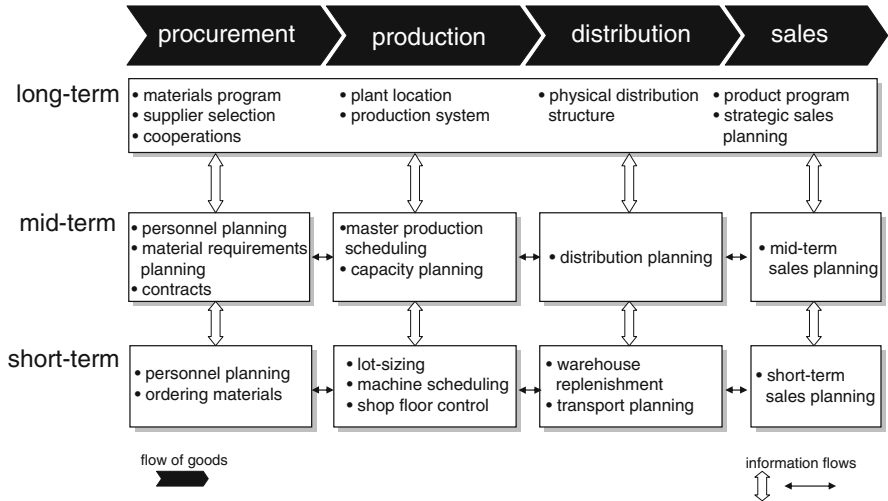 procurement
production
distribution
sales
long-term
• materials program
• supplier selection
• cooperations
• plant location
• production system
• physical distribution
structure
• product program
• strategic sales
planning
mid-term
• personnel planning
• material requirements
planning
• contracts
• master production
scheduling
• capacity planning
• distribution planning
• mid-term
sales planning
short-term
• personnel planning
• ordering materials
• lot-sizing
• machine scheduling
• shop floor control
• warehouse
replenishment
• transport planning
• short-term
sales planning
flow of goods
information flows